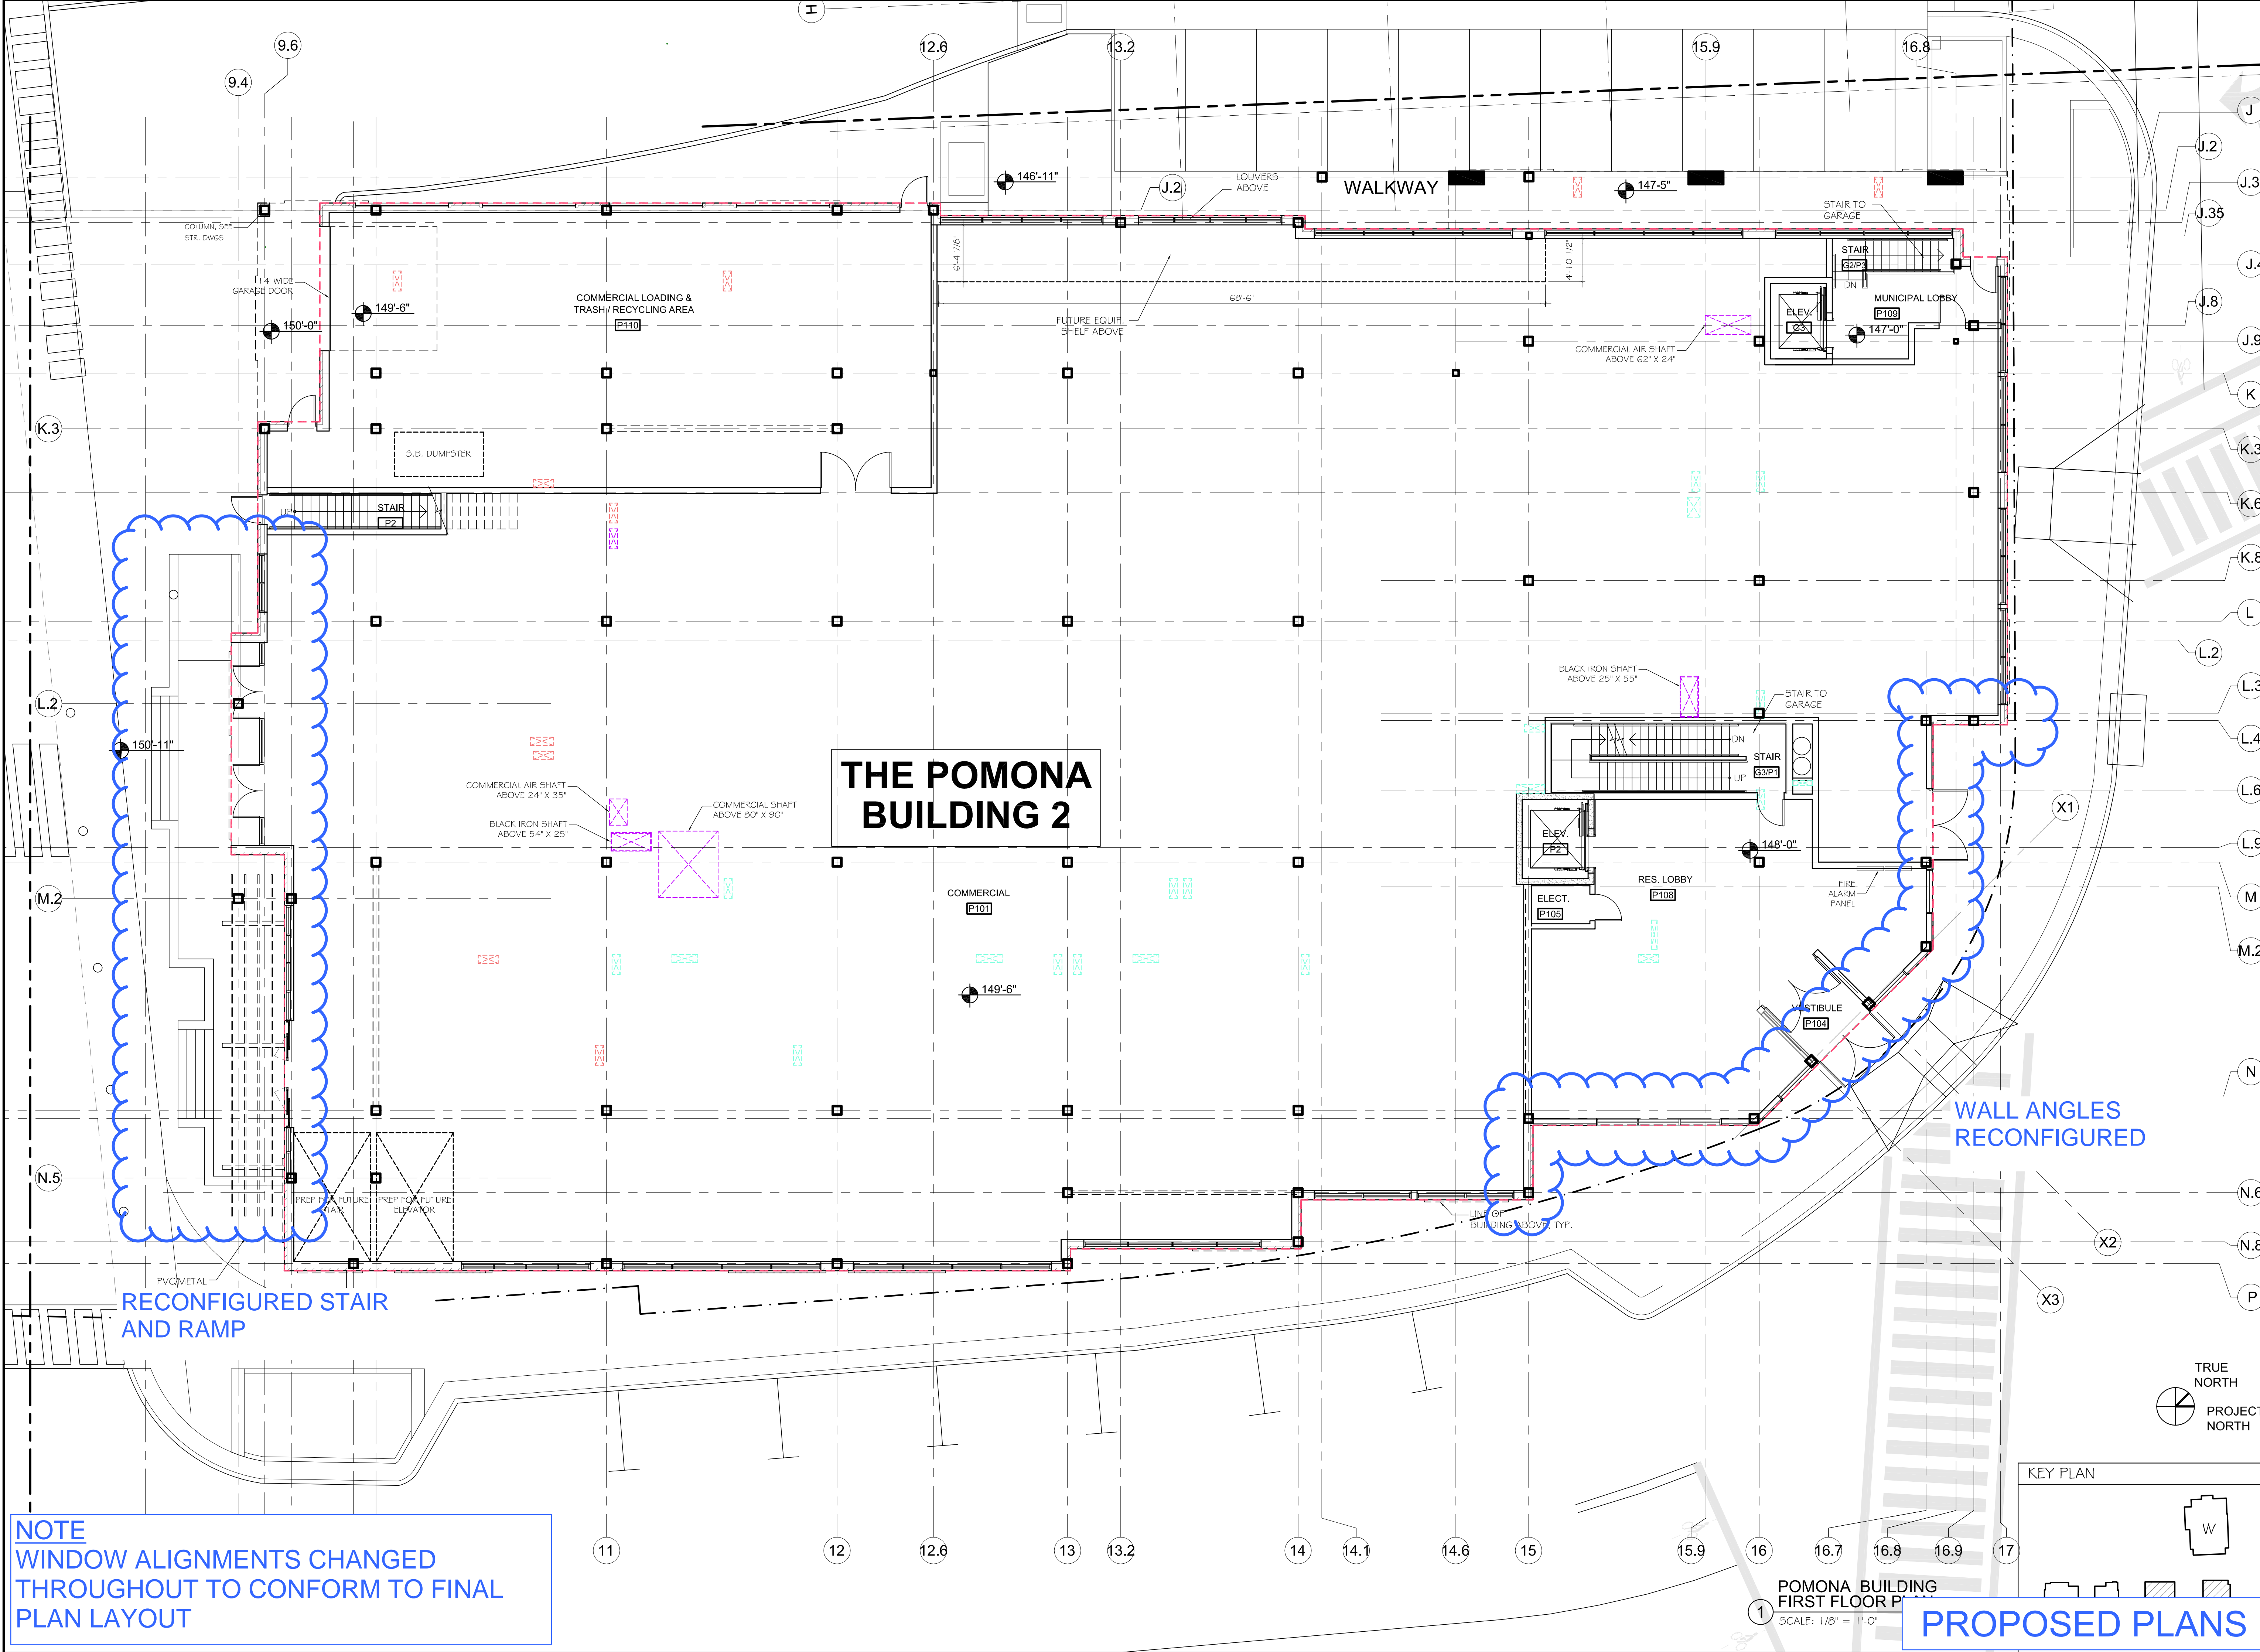 H
9.6
12.6
13.2
15.9
16.8
9.4
J
J.2
J.3
J.35
J.4
J.8
J.9
K
K.3
K.6
K.8
L
L.2
L.3
L.4
L.6
L.9
M
M.2
N
N.6
N.8
P
X1
X2
X3
K.3
L.2
M.2
N.5
146'-11"
J.2
LOUVERS
ABOVE
WALKWAY
147'-5"
STAIR TO
GARAGE
COLUMN, SEE
STR. DWGS
14' WIDE
GARAGE DOOR
149'-6"
150'-0"
COMMERCIAL LOADING &
TRASH / RECYCLING AREA
P110
6'-4 7/8"
4'-10 1/2"
68'-6"
FUTURE EQUIP.
SHELF ABOVE
STAIR
G2/P3
DN
MUNICIPAL LOBBY
P109
147'-0"
ELEV.
G3
COMMERCIAL AIR SHAFT
ABOVE 62" X 24"
S.B. DUMPSTER
UP
STAIR
P2
150'-11"
BLACK IRON SHAFT
ABOVE 25" X 55"
STAIR TO
GARAGE
DN
STAIR
G3/P1
UP
THE POMONA
BUILDING 2
COMMERCIAL AIR SHAFT
ABOVE 24" X 35"
BLACK IRON SHAFT
ABOVE 54" X 25"
COMMERCIAL SHAFT
ABOVE 80" X 90"
ELEV.
P2
148'-0"
RES. LOBBY
P108
FIRE
ALARM
PANEL
ELECT.
P105
COMMERCIAL
P101
149'-6"
VESTIBULE
P104
WALL ANGLES
RECONFIGURED
PREP FOR FUTURE
STAIR
PREP FOR FUTURE
ELEVATOR
LINE OF
BUILDING ABOVE, TYP.
PVC/METAL
RECONFIGURED STAIR
AND RAMP
TRUE
NORTH
PROJECT
NORTH
KEY PLAN
W
NOTE
WINDOW ALIGNMENTS CHANGED
THROUGHOUT TO CONFORM TO FINAL
PLAN LAYOUT
11
12
12.6
13
13.2
14
14.1
14.6
15
15.9
16
16.7
16.8
16.9
17
1
POMONA BUILDING
FIRST FLOOR PLAN
SCALE: 1/8" = 1'-0"
PROPOSED PLANS